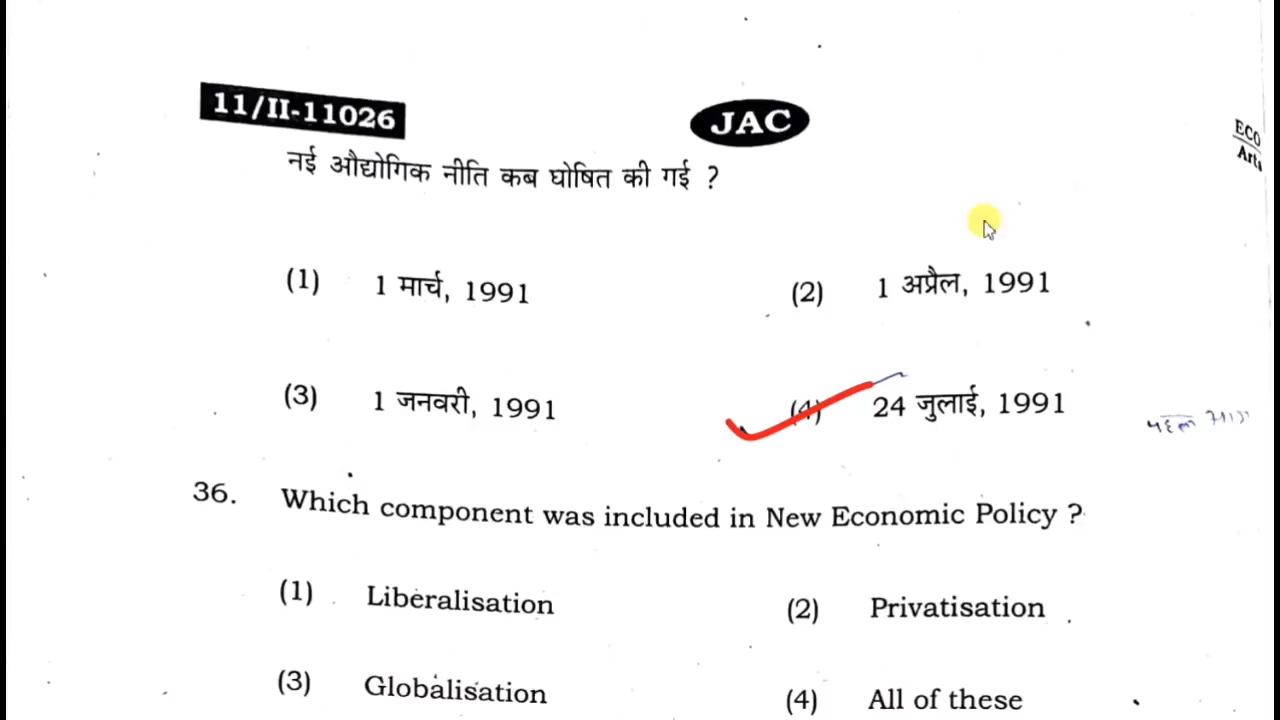 11/II-11026
JAC
ECO
Arts
नई औद्योगिक नीति कब घोषित की गई ?
(1) 1 मार्च, 1991
(2) 1 अप्रैल, 1991
(3) 1 जनवरी, 1991
(4) 24 जुलाई, 1991
36. Which component was included in New Economic Policy ?
(1) Liberalisation
(2) Privatisation
(3) Globalisation
(4) All of these